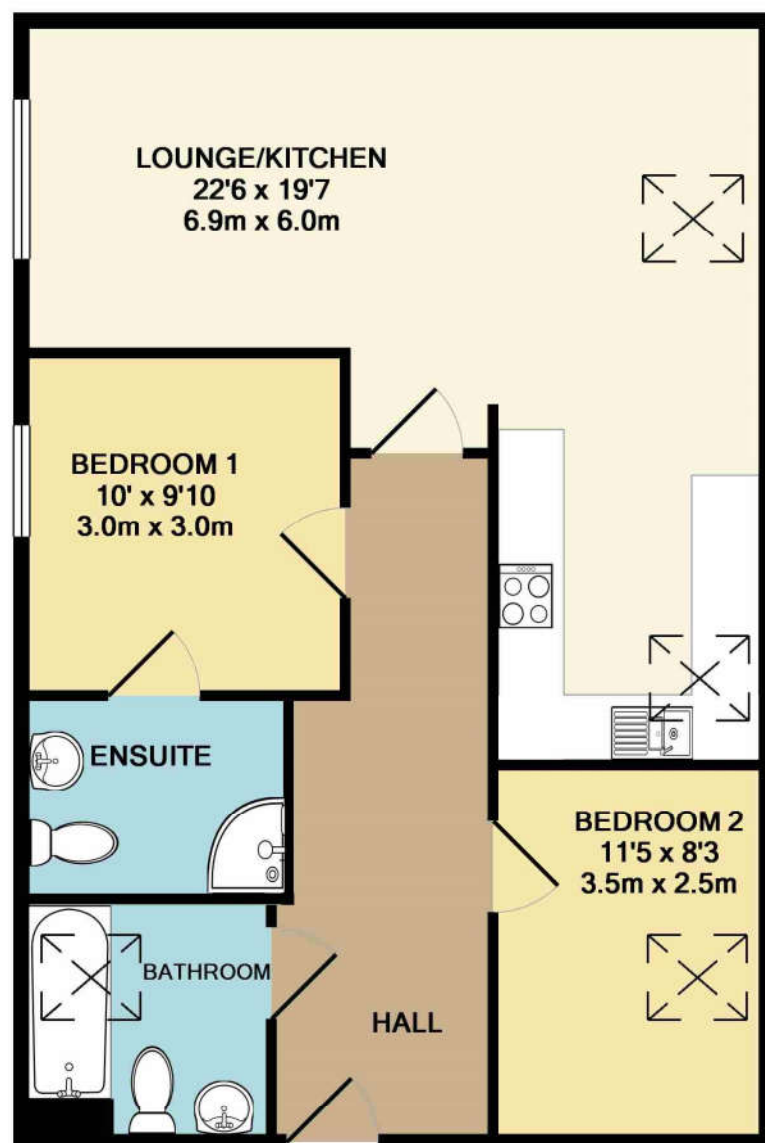 LOUNGE/KITCHEN
22'6 x 19'7
6.9m x 6.0m
BEDROOM 1
10' x 9'10
3.0m x 3.0m
ENSUITE
BEDROOM 2
11'5 x 8'3
3.5m x 2.5m
BATHROOM
HALL